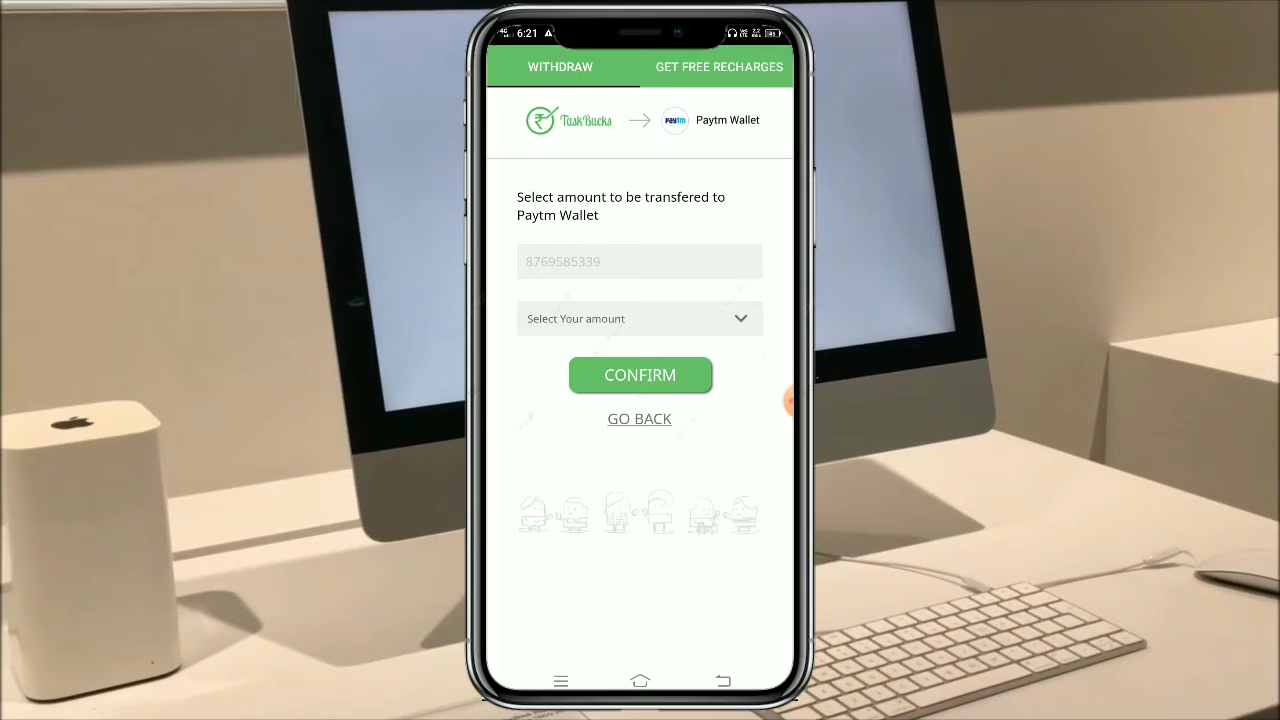 6:21
WITHDRAW
GET FREE RECHARGES
TaskBucks
Paytm Wallet
Select amount to be transfered to
Paytm Wallet
8769585339
Select Your amount
CONFIRM
GO BACK